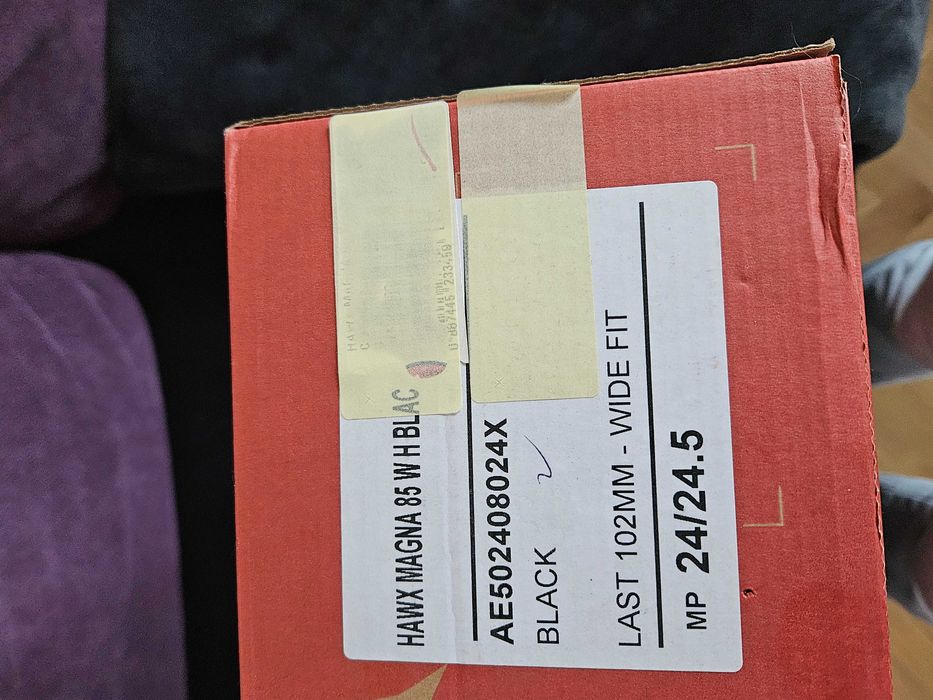 HAWX MAGNA 85 W H BLAC
AE502408024X
BLACK
LAST 102MM - WIDE FIT
MP 24/24.5